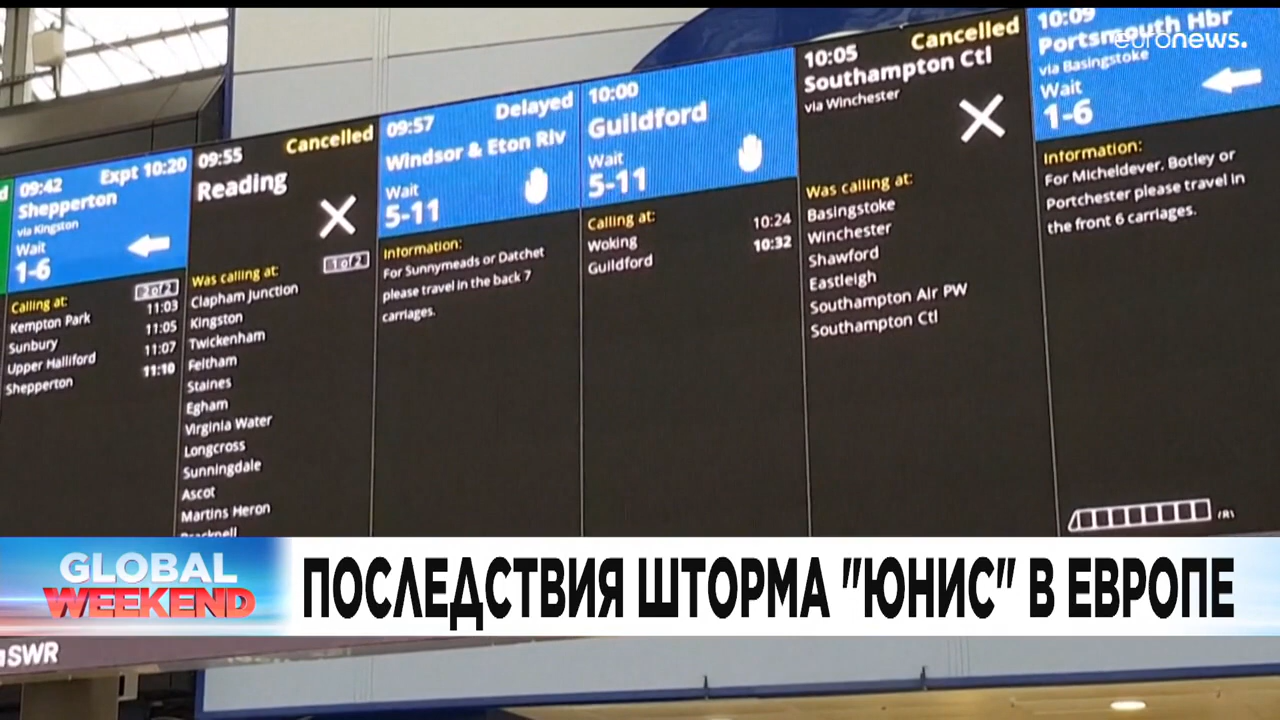 euronews.
d
09:42 Expt 10:20
Shepperton
via Kingston
Wait
1-6
2 of 2
Calling at:
Kempton Park 11:03
Sunbury 11:05
Upper Halliford 11:07
Shepperton 11:10
Cancelled
09:55
Reading
1 of 2
Was calling at:
Clapham Junction
Kingston
Twickenham
Feltham
Staines
Egham
Virginia Water
Longcross
Sunningdale
Ascot
Martins Heron
Bracknell
Delayed
09:57
Windsor & Eton Riv
Wait
5-11
Information:
For Sunnymeads or Datchet
please travel in the back 7
carriages.
10:00
Guildford
Wait
5-11
Calling at:
Woking 10:24
Guildford 10:32
Cancelled
10:05
Southampton Ctl
via Winchester
Was calling at:
Basingstoke
Winchester
Shawford
Eastleigh
Southampton Air PW
Southampton Ctl
10:09
Portsmouth Hbr
via Basingstoke
Wait
1-6
Information:
For Micheldever, Botley or
Portchester please travel in
the front 6 carriages.
GLOBAL
WEEKEND
ПОСЛЕДСТВИЯ ШТОРМА "ЮНИС" В ЕВРОПЕ
SWR